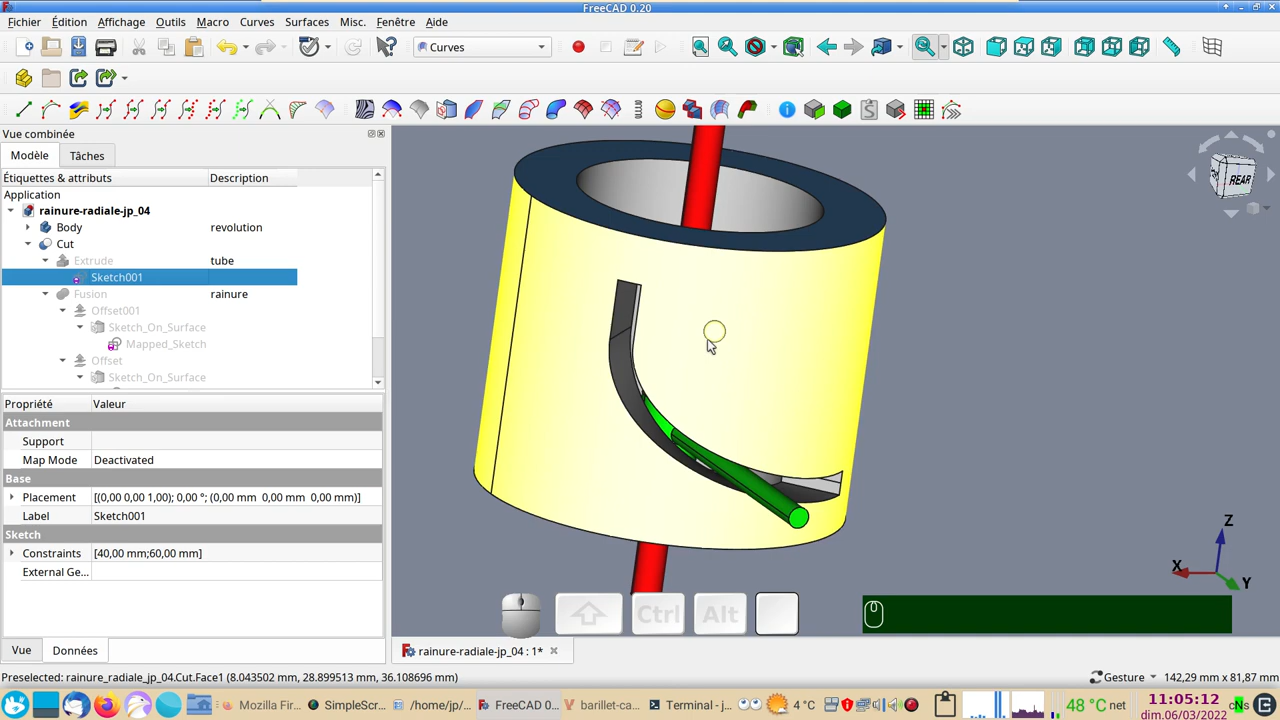 FreeCAD 0.20
Fichier Édition Affichage Outils Macro Curves Surfaces Misc. Fenêtre Aide
Curves
Vue combinée
Modèle Tâches
Étiquettes & attributs Description
Application
rainure-radiale-jp_04
Body revolution
Cut
Extrude tube
Sketch001
Fusion rainure
Offset001
Sketch_On_Surface
Mapped_Sketch
Offset
Sketch_On_Surface
Propriété Valeur
Attachment
Support
Map Mode Deactivated
Base
Placement [(0,00 0,00 1,00); 0,00 °; (0,00 mm 0,00 mm 0,00 mm)]
Label Sketch001
Sketch
Constraints [40,00 mm;60,00 mm]
External Ge...
Vue Données
REAR
Z
X
Y
Ctrl Alt
rainure-radiale-jp_04 : 1*
Preselected: rainure_radiale_jp_04.Cut.Face1 (8.043502 mm, 28.899513 mm, 36.108696 mm)
Gesture 142,29 mm x 81,87 mm
Mozilla Fir... SimpleScr... /home/jp/... FreeCAD 0... barillet-ca... Terminal - j... 4 °C 48 °C net 11:05:12
dim.06/03/2022